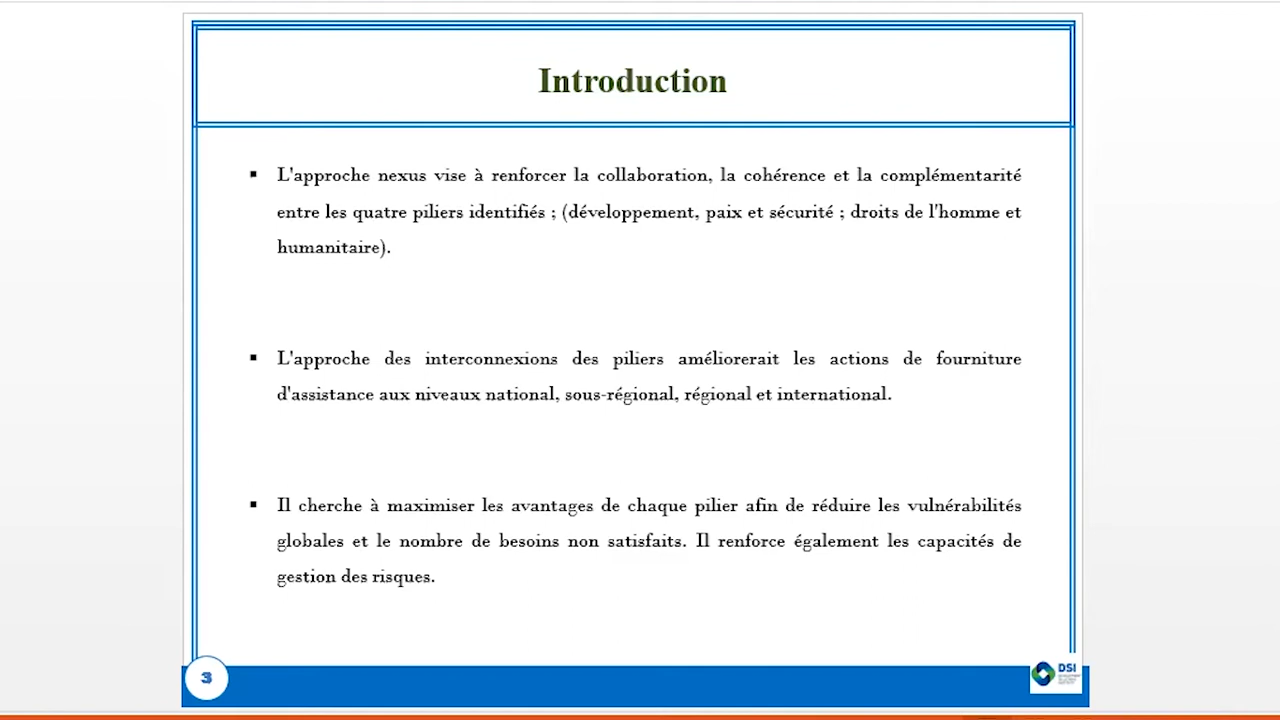 Introduction
▪ L'approche nexus vise à renforcer la collaboration, la cohérence et la complémentarité
entre les quatre piliers identifiés ; (développement, paix et sécurité ; droits de l'homme et
humanitaire).
▪ L'approche des interconnexions des piliers améliorerait les actions de fourniture
d'assistance aux niveaux national, sous-régional, régional et international.
▪ Il cherche à maximiser les avantages de chaque pilier afin de réduire les vulnérabilités
globales et le nombre de besoins non satisfaits. Il renforce également les capacités de
gestion des risques.
3
DSI